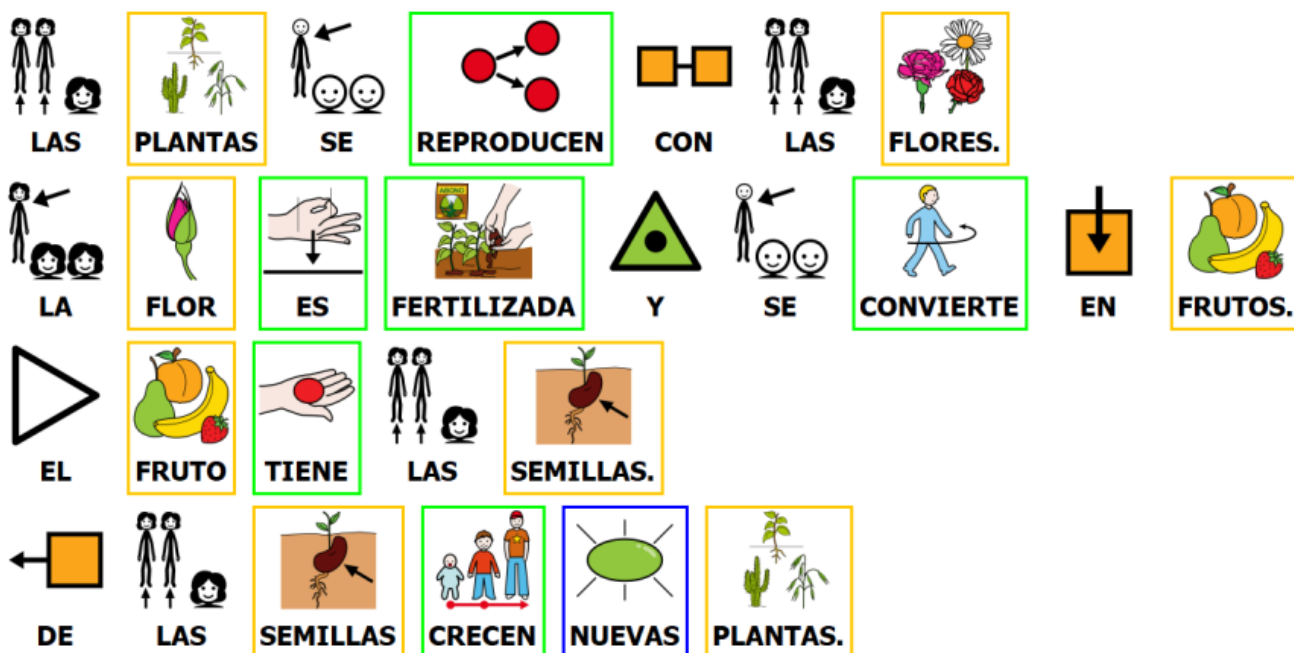 LAS PLANTAS SE REPRODUCEN CON LAS FLORES.
ABONO
LA FLOR ES FERTILIZADA Y SE CONVIERTE EN FRUTOS.
EL FRUTO TIENE LAS SEMILLAS.
DE LAS SEMILLAS CRECEN NUEVAS PLANTAS.